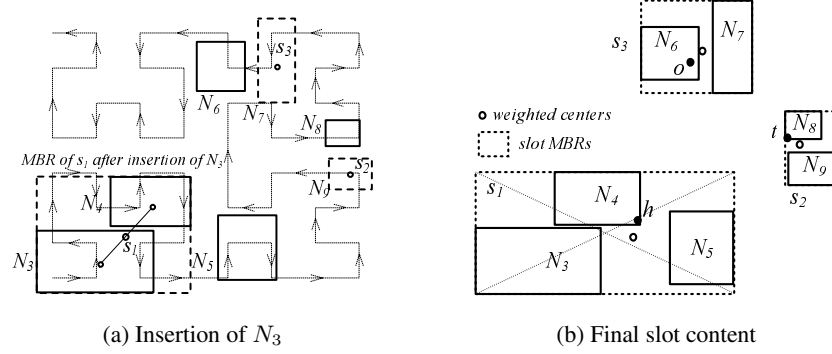 s3
N6
N7
N8
MBR of s1 after insertion of N3
s2
N9
N4
s1
N3
N5
(a) Insertion of N3
s3
N6
N7
o
weighted centers
slot MBRs
t
N8
N9
s2
s1
N4
h
N3
N5
(b) Final slot content